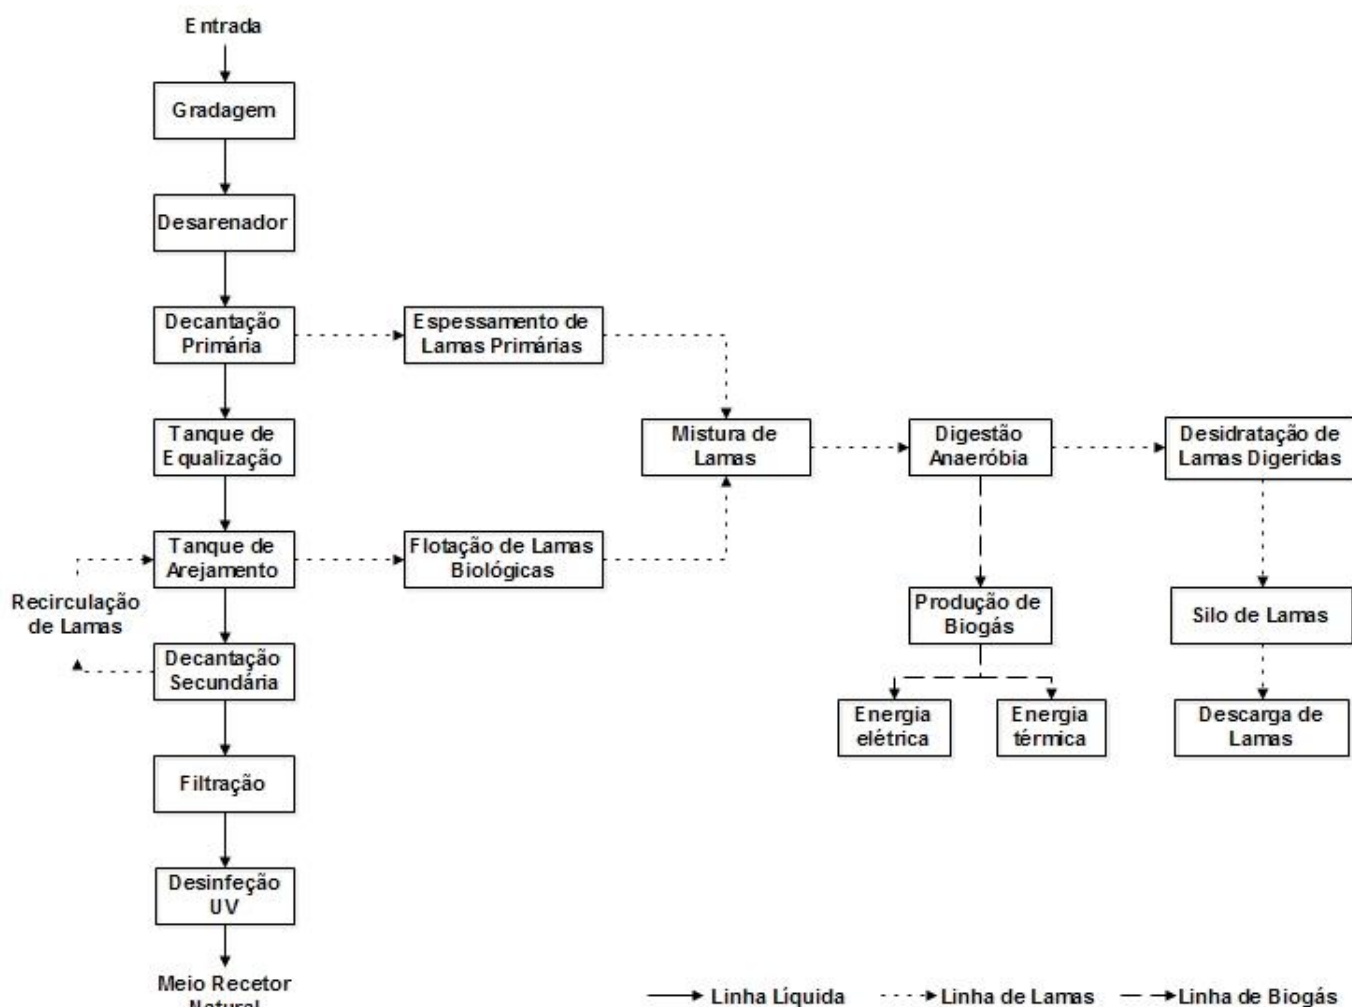 Entrada
Gradagem
Desarenador
Decantação
Primária
Espessamento de
Lamas Primárias
Tanque de
Equalização
Mistura de
Lamas
Digestão
Anaeróbia
Desidratação de
Lamas Digeridas
Tanque de
Arejamento
Flotação de Lamas
Biológicas
Recirculação
de Lamas
Produção de
Biogás
Silo de Lamas
Decantação
Secundária
Energia
elétrica
Energia
térmica
Descarga de
Lamas
Filtração
Desinfeção
UV
Meio Recetor
Natural
Linha Líquida
Linha de Lamas
Linha de Biogás